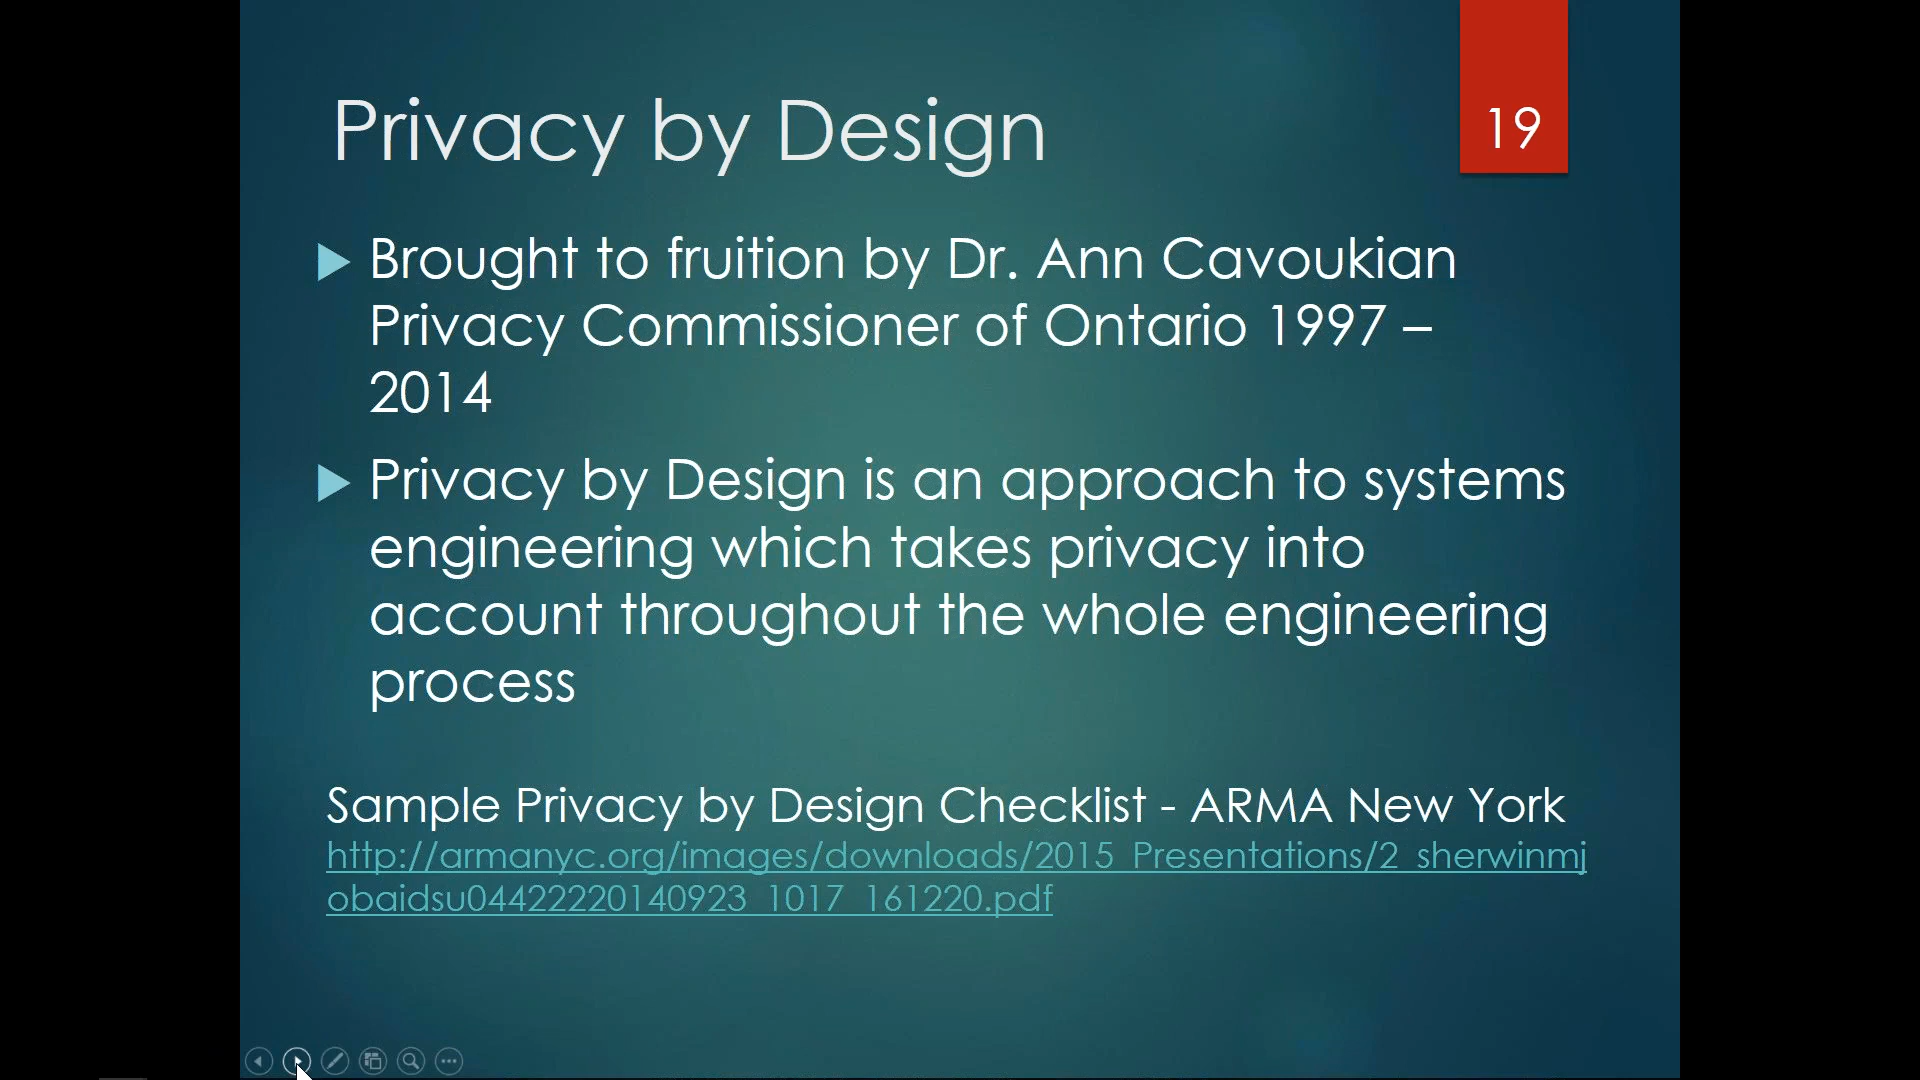 Privacy by Design
19
Brought to fruition by Dr. Ann Cavoukian
Privacy Commissioner of Ontario 1997 –
2014
Privacy by Design is an approach to systems
engineering which takes privacy into
account throughout the whole engineering
process
Sample Privacy by Design Checklist - ARMA New York
http://armanyc.org/images/downloads/2015_Presentations/2_sherwinmj
obaidsu04422220140923_1017_161220.pdf